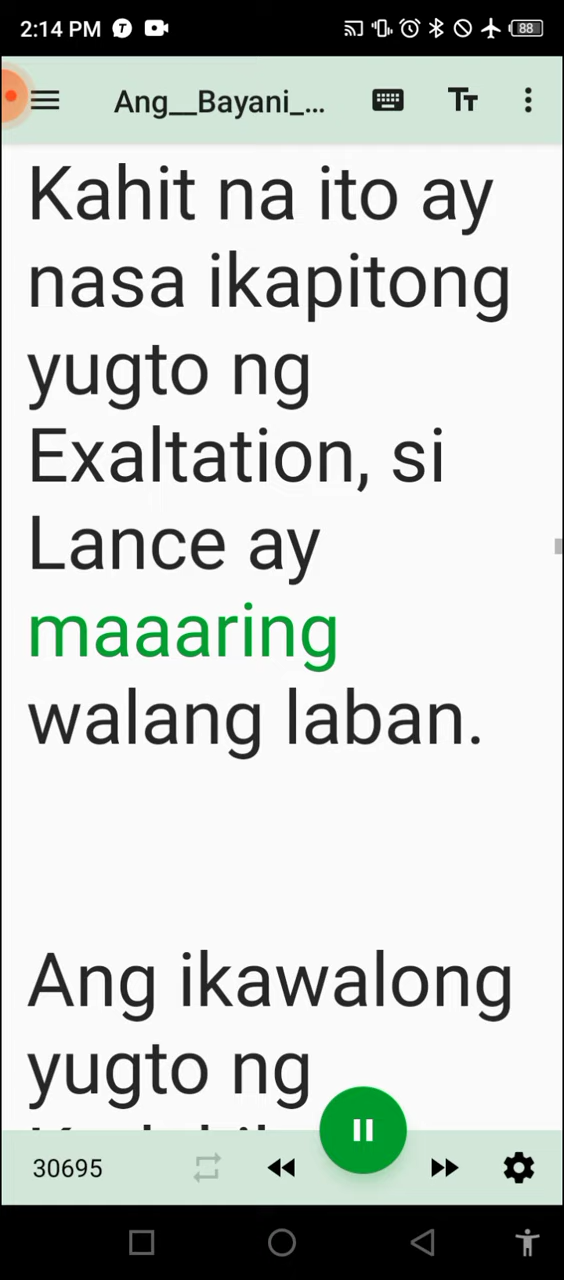 2:14 PM
88
Ang__Bayani_...
Kahit na ito ay
nasa ikapitong
yugto ng
Exaltation, si
Lance ay
maaaring
walang laban.
Ang ikawalong
yugto ng
30695